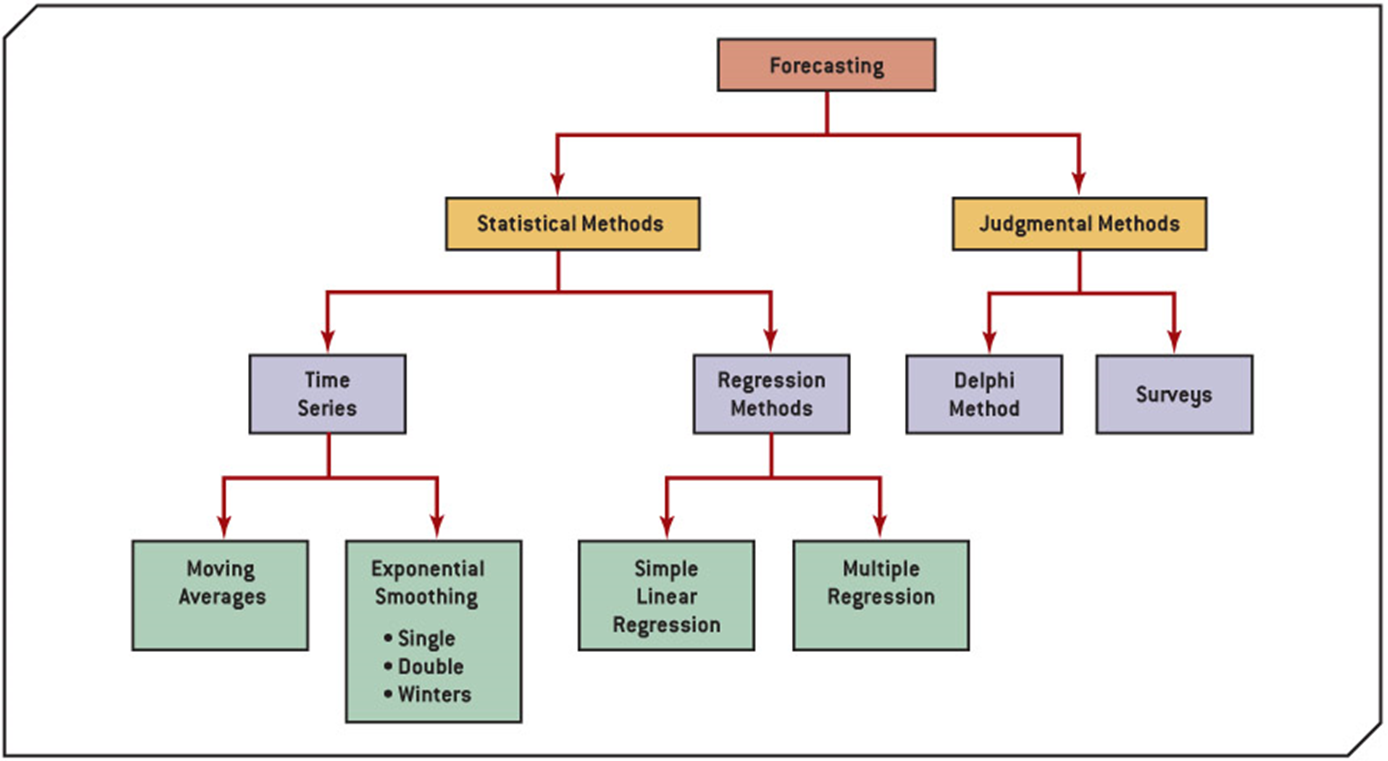 Forecasting
Statistical Methods
Judgmental Methods
Time
Series
Regression
Methods
Delphi
Method
Surveys
Moving
Averages
Exponential
Smoothing
• Single
• Double
• Winters
Simple
Linear
Regression
Multiple
Regression